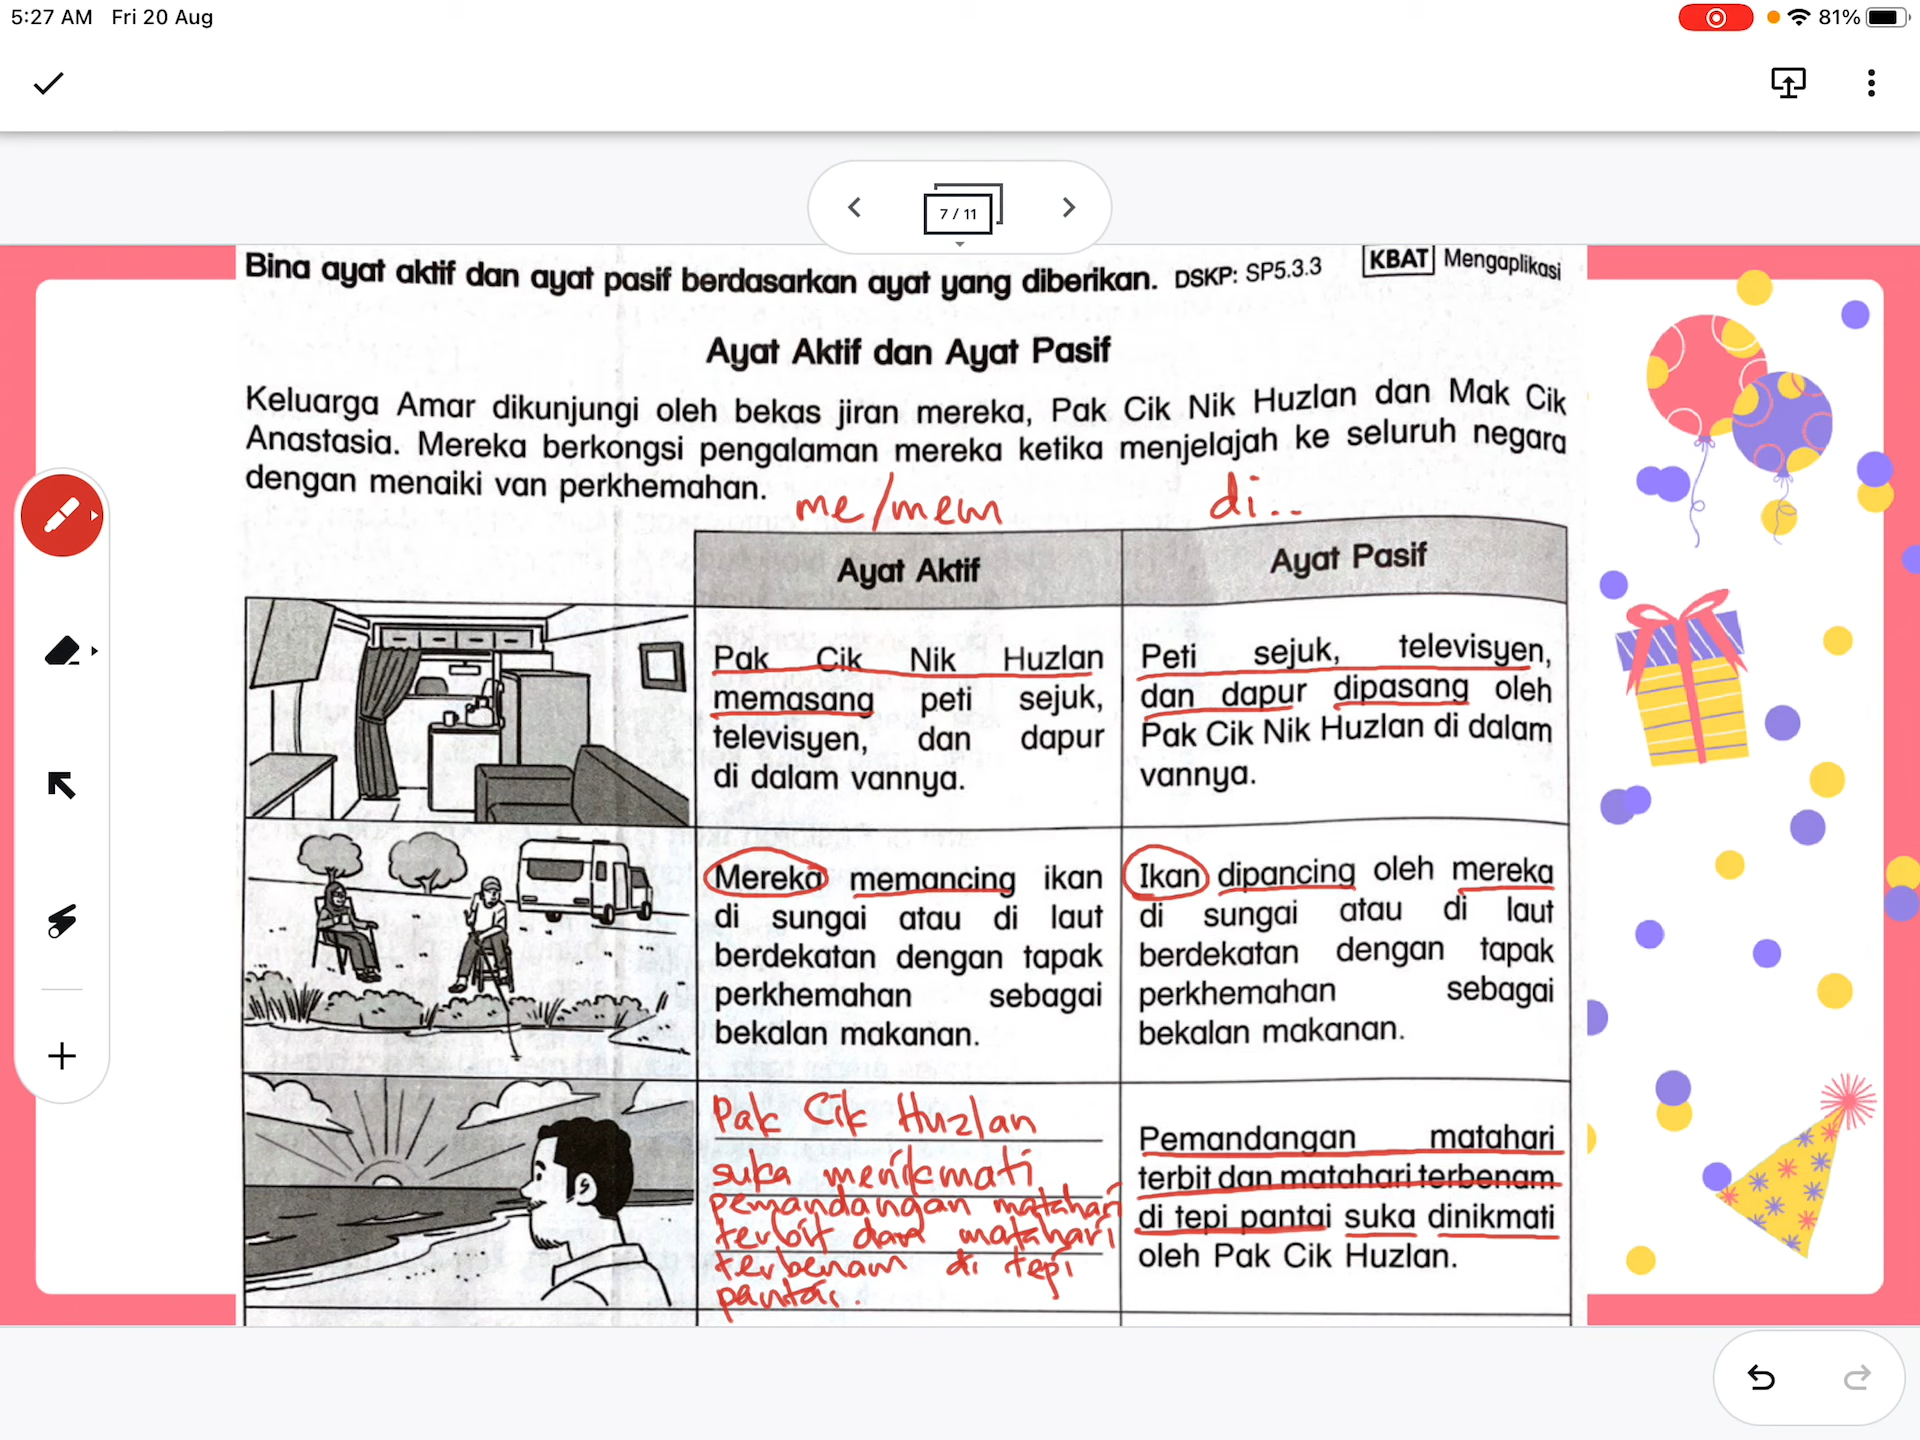 5:27 AM Fri 20 Aug
81%
7 / 11
Bina ayat aktif dan ayat pasif berdasarkan ayat yang diberikan. DSKP: SP5.3.3 KBAT Mengaplikasi
Ayat Aktif dan Ayat Pasif
Keluarga Amar dikunjungi oleh bekas jiran mereka, Pak Cik Nik Huzlan dan Mak Cik
Anastasia. Mereka berkongsi pengalaman mereka ketika menjelajah ke seluruh negara
dengan menaiki van perkhemahan.
me/mem
di..
Ayat Aktif
Ayat Pasif
Pak Cik Nik Huzlan
memasang peti sejuk,
televisyen, dan dapur
di dalam vannya.
Peti sejuk, televisyen,
dan dapur dipasang oleh
Pak Cik Nik Huzlan di dalam
vannya.
Mereka memancing ikan
di sungai atau di laut
berdekatan dengan tapak
perkhemahan sebagai
bekalan makanan.
Ikan dipancing oleh mereka
di sungai atau di laut
berdekatan dengan tapak
perkhemahan sebagai
bekalan makanan.
Pak Cik Huzlan
suka menikmati
pemandangan matahari
terbit dan matahari
terbenam di tepi
pantai.
Pemandangan matahari
terbit dan matahari terbenam
di tepi pantai suka dinikmati
oleh Pak Cik Huzlan.